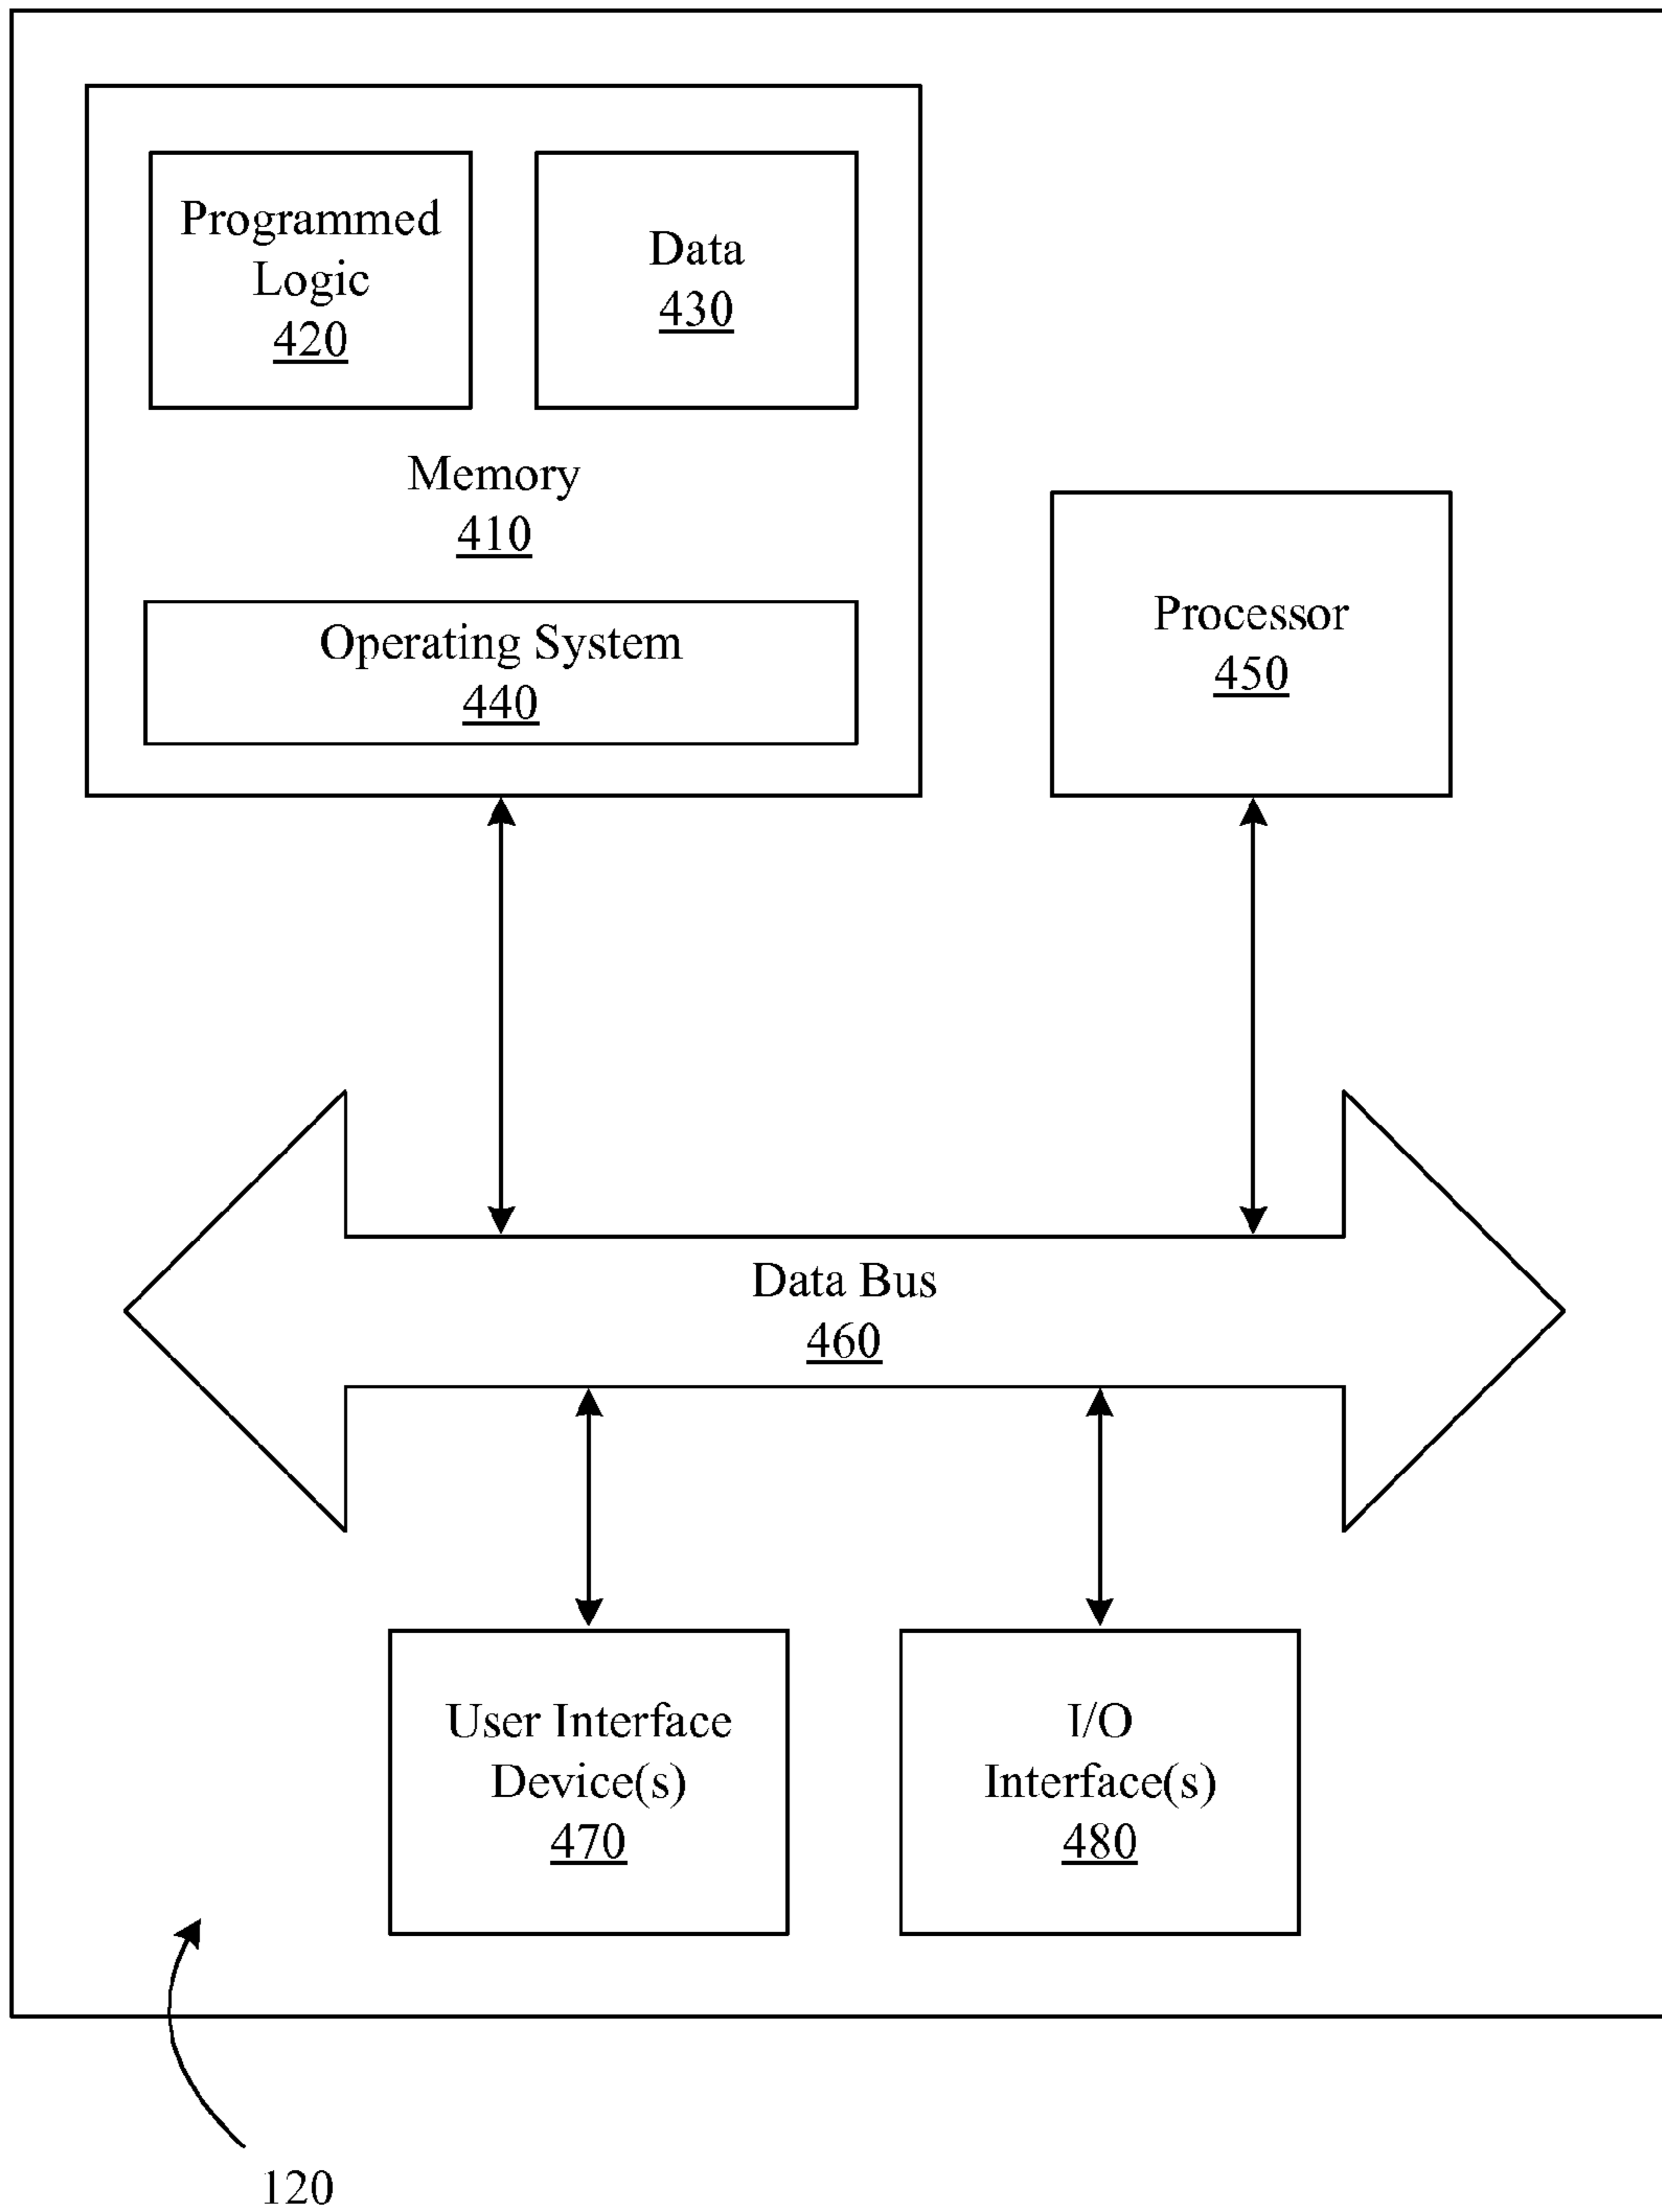 Programmed
Logic
420
Data
430
Memory
410
Operating System
440
Processor
450
Data Bus
460
User Interface
Device(s)
470
I/O
Interface(s)
480
120